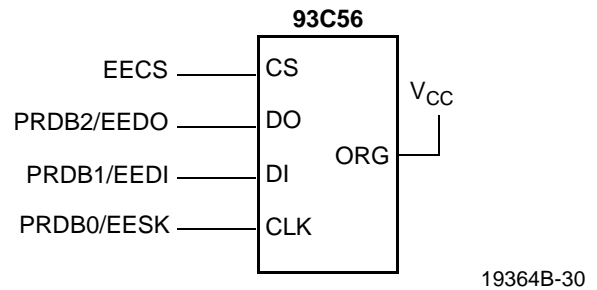 93C56
EECS CS
VCC
PRDB2/EEDO DO
ORG
PRDB1/EEDI DI
PRDB0/EESK CLK
19364B-30